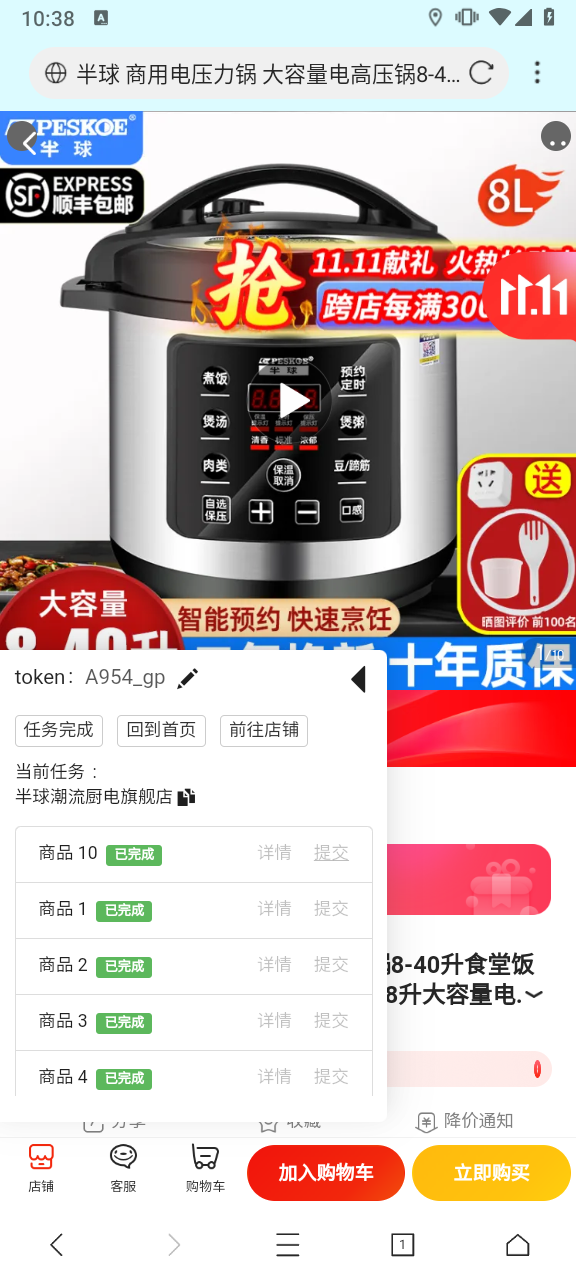 10:38
A
半球 商用电压力锅 大容量电高压锅8-4...
PESKOE®
半 球
SF EXPRESS
顺丰包邮
8L
抢
11.11献礼
跨店每满300
11.11
PESKOE®
半 球
煮饭
预约
定时
煲汤
煲粥
清香 标准 浓郁
肉类
保温
取消
豆/蹄筋
自选
保压
口感
送
晒图评价 前100名
大容量
8-40升
智能预约 快速烹饪
十年质保
1/10
token: A954_gp
任务完成
回到首页
前往店铺
当前任务 :
半球潮流厨电旗舰店
商品 10 已完成 详情 提交
商品 1 已完成 详情 提交
商品 2 已完成 详情 提交
商品 3 已完成 详情 提交
商品 4 已完成 详情 提交
8-40升食堂饭
8升大容量电.
分享
收藏
降价通知
店铺
客服
购物车
加入购物车
立即购买
1